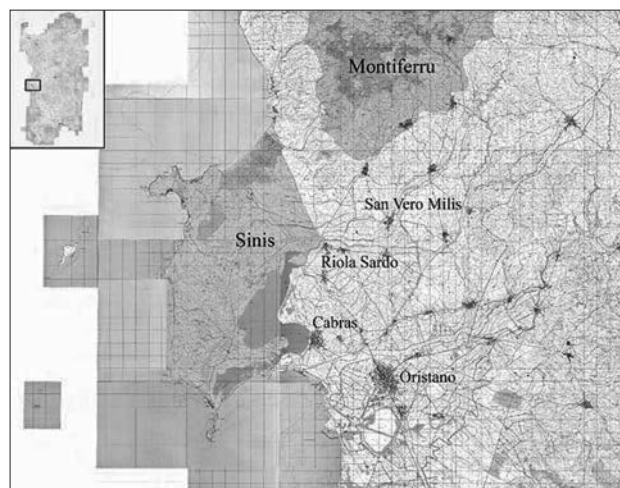 Montiferru
San Vero Milis
Sinis
Riola Sardo
Cabras
Oristano